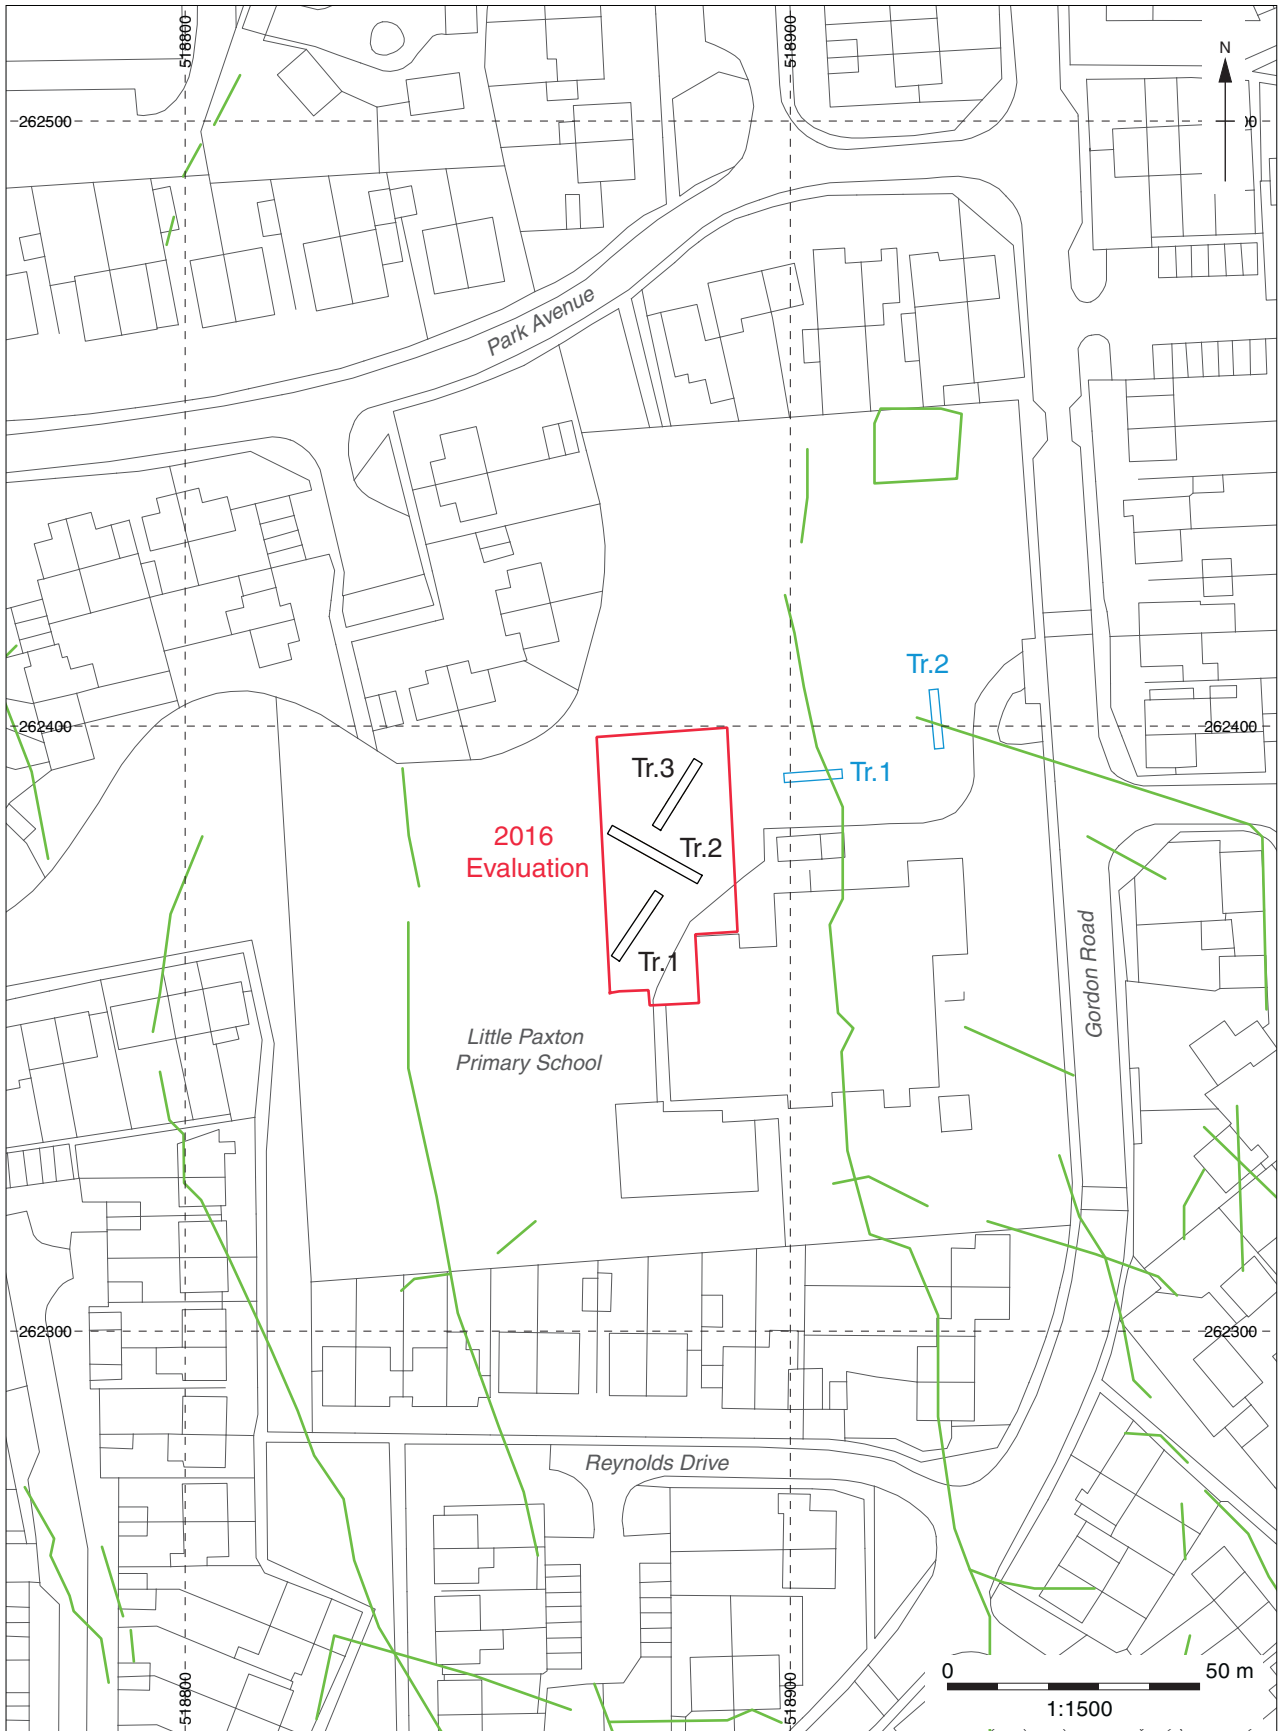 518800
518900
N
262500
00
Park Avenue
Tr.2
262400
262400
Tr.3
Tr.1
2016
Evaluation
Tr.2
Tr.1
Gordon Road
Little Paxton
Primary School
262300
262300
Reynolds Drive
518800
518900
0 50 m
1:1500